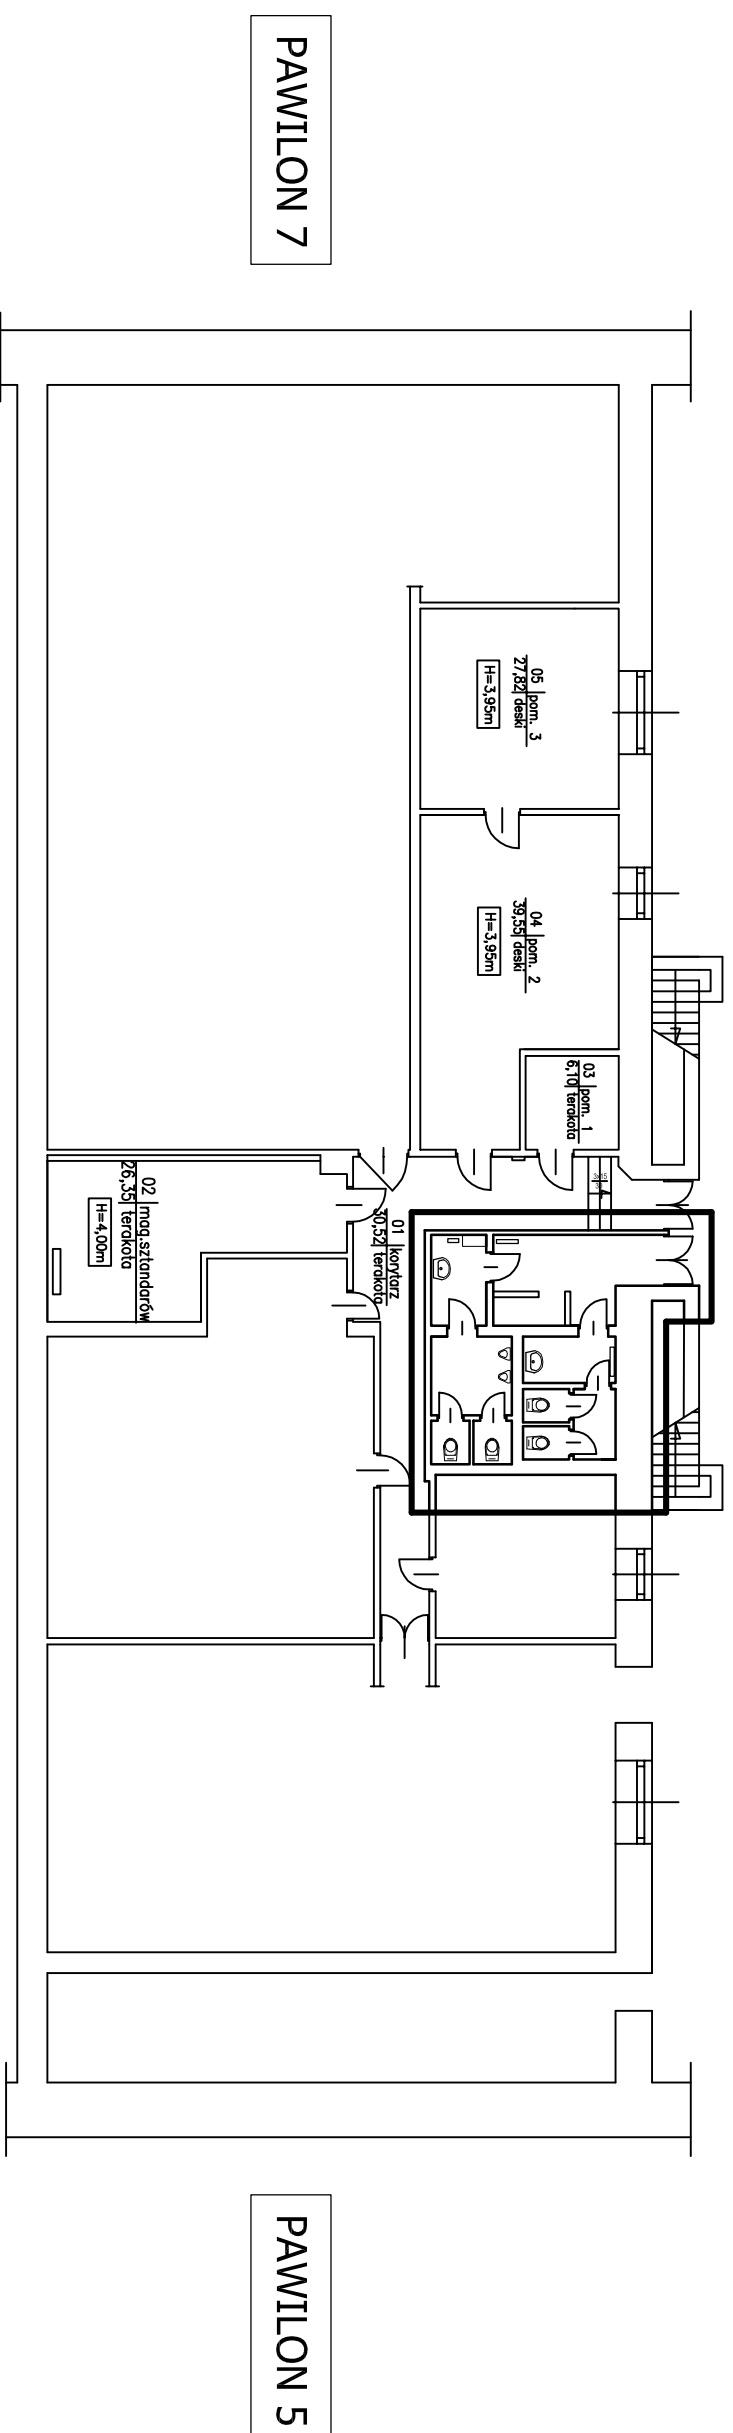 PAWILON 7
05 pom. 3
27,82 deski
H=3,95m
04 pom. 2
39,55 deski
H=3,95m
03 pom. 1
6,10 terakota
02 mag.sztandarów
26,35 terakota
H=4,00m
01 korytarz
30,52 terakota
PAWILON 5